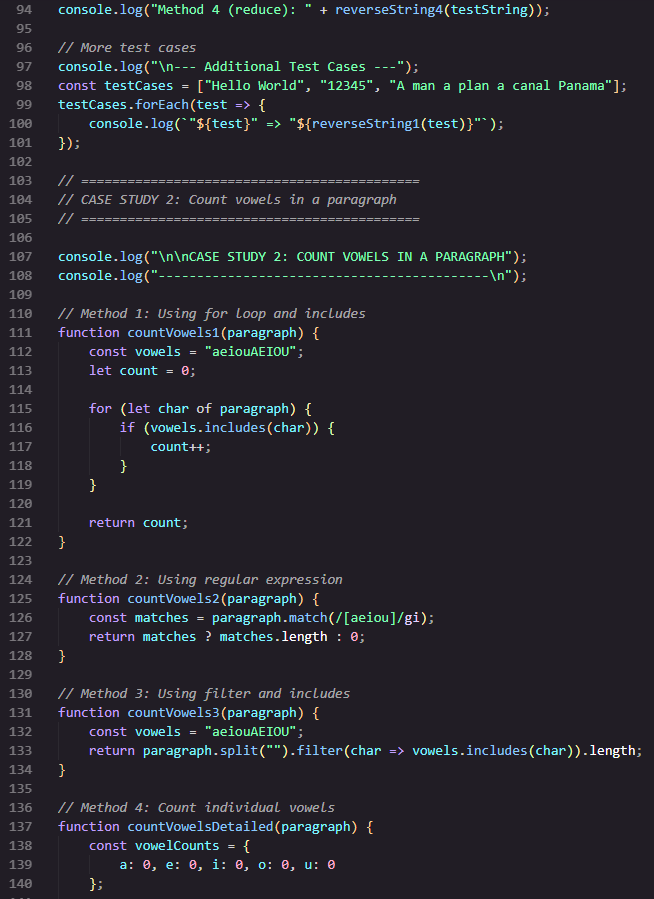 94 console.log("Method 4 (reduce): " + reverseString4(testString));
95
96 // More test cases
97 console.log("\n--- Additional Test Cases ---");
98 const testCases = ["Hello World", "12345", "A man a plan a canal Panama"];
99 testCases.forEach(test => {
100     console.log(`"${test}" => "${reverseString1(test)}"`);
101 });
102
103 // ============================================
104 // CASE STUDY 2: Count vowels in a paragraph
105 // ============================================
106
107 console.log("\n\nCASE STUDY 2: COUNT VOWELS IN A PARAGRAPH");
108 console.log("-------------------------------------------\n");
109
110 // Method 1: Using for loop and includes
111 function countVowels1(paragraph) {
112     const vowels = "aeiouAEIOU";
113     let count = 0;
114
115     for (let char of paragraph) {
116         if (vowels.includes(char)) {
117             count++;
118         }
119     }
120
121     return count;
122 }
123
124 // Method 2: Using regular expression
125 function countVowels2(paragraph) {
126     const matches = paragraph.match(/[aeiou]/gi);
127     return matches ? matches.length : 0;
128 }
129
130 // Method 3: Using filter and includes
131 function countVowels3(paragraph) {
132     const vowels = "aeiouAEIOU";
133     return paragraph.split("").filter(char => vowels.includes(char)).length;
134 }
135
136 // Method 4: Count individual vowels
137 function countVowelsDetailed(paragraph) {
138     const vowelCounts = {
139         a: 0, e: 0, i: 0, o: 0, u: 0
140     };